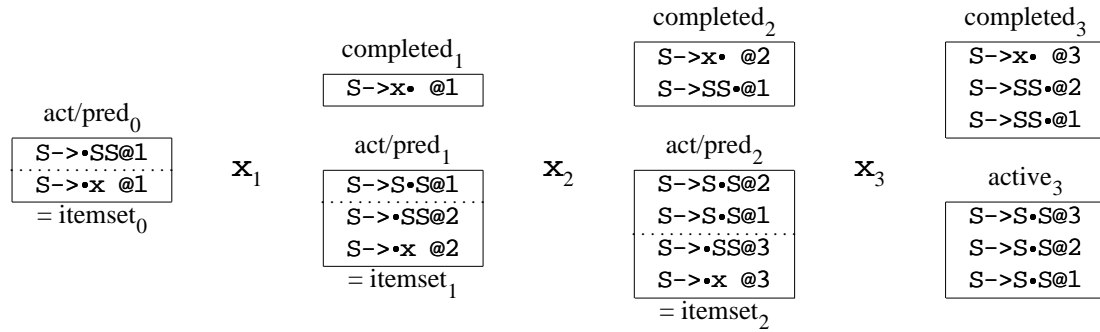 act/pred0
S->•SS@1
S->•x @1
= itemset0
x1
completed1
S->x• @1
act/pred1
S->S•S@1
S->•SS@2
S->•x @2
= itemset1
x2
completed2
S->x• @2
S->SS•@1
act/pred2
S->S•S@2
S->S•S@1
S->•SS@3
S->•x @3
= itemset2
x3
completed3
S->x• @3
S->SS•@2
S->SS•@1
active3
S->S•S@3
S->S•S@2
S->S•S@1